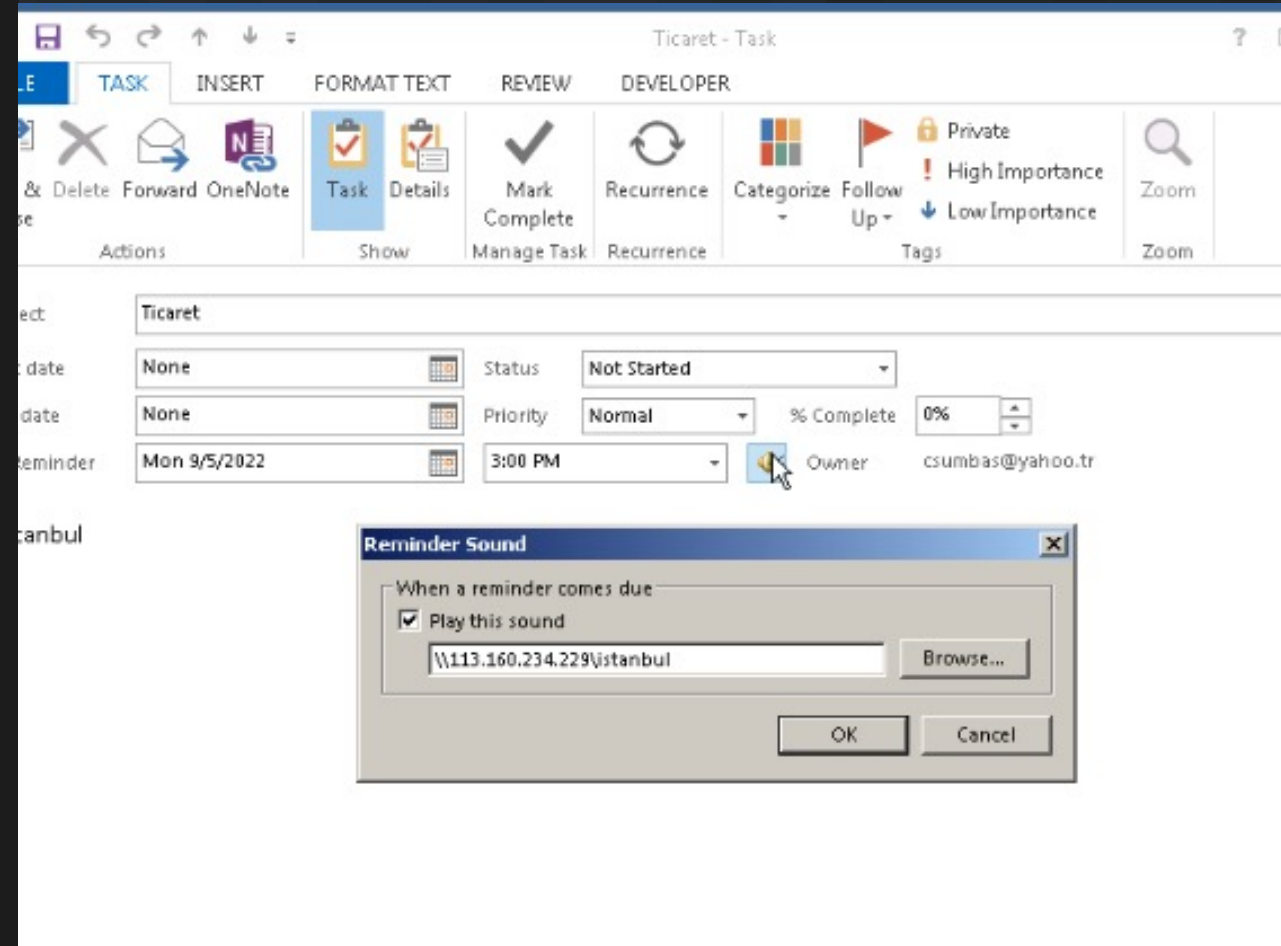 Ticaret - Task
?
LE TASK INSERT FORMAT TEXT REVIEW DEVELOPER
& Delete Forward OneNote Task Details Mark Complete Recurrence Categorize Follow Up Private
High Importance
Low Importance
Zoom
se
Actions Show Manage Task Recurrence Tags Zoom
ect Ticaret
date None Status Not Started
date None Priority Normal % Complete 0%
Reminder Mon 9/5/2022 3:00 PM Owner csumbas@yahoo.tr
tanbul
Reminder Sound
When a reminder comes due
Play this sound
\\113.160.234.229\istanbul Browse...
OK Cancel